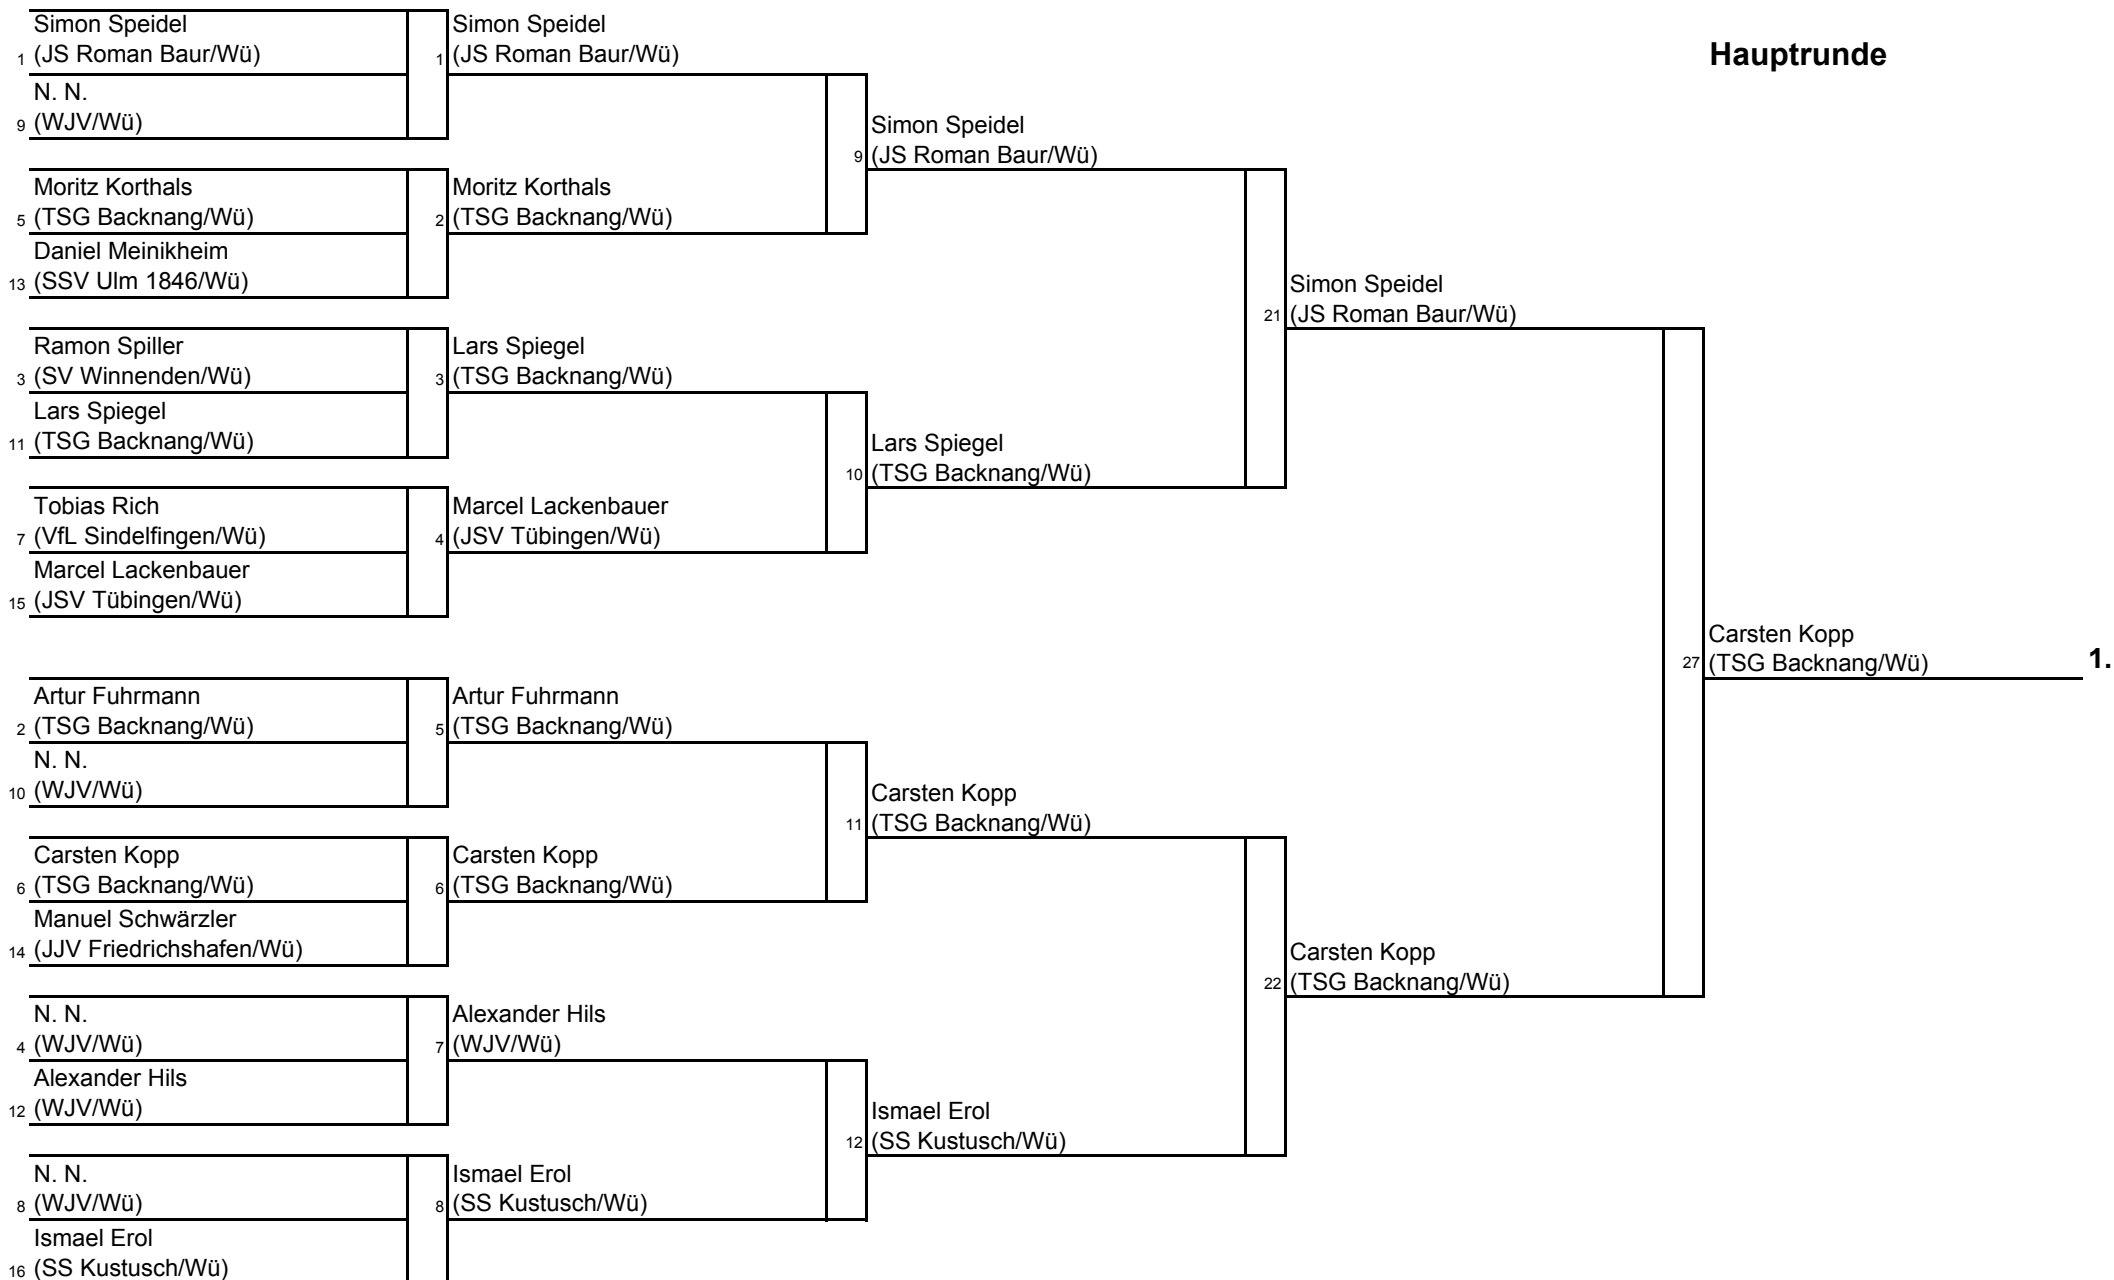 Hauptrunde
Simon Speidel
1 (JS Roman Baur/Wü)
N. N.
9 (WJV/Wü)
Moritz Korthals
5 (TSG Backnang/Wü)
Daniel Meinikheim
13 (SSV Ulm 1846/Wü)
Ramon Spiller
3 (SV Winnenden/Wü)
Lars Spiegel
11 (TSG Backnang/Wü)
Tobias Rich
7 (VfL Sindelfingen/Wü)
Marcel Lackenbauer
15 (JSV Tübingen/Wü)
Artur Fuhrmann
2 (TSG Backnang/Wü)
N. N.
10 (WJV/Wü)
Carsten Kopp
6 (TSG Backnang/Wü)
Manuel Schwärzler
14 (JJV Friedrichshafen/Wü)
N. N.
4 (WJV/Wü)
Alexander Hils
12 (WJV/Wü)
N. N.
8 (WJV/Wü)
Ismael Erol
16 (SS Kustusch/Wü)
Simon Speidel
1 (JS Roman Baur/Wü)
Moritz Korthals
2 (TSG Backnang/Wü)
Lars Spiegel
3 (TSG Backnang/Wü)
Marcel Lackenbauer
4 (JSV Tübingen/Wü)
Artur Fuhrmann
5 (TSG Backnang/Wü)
Carsten Kopp
6 (TSG Backnang/Wü)
Alexander Hils
7 (WJV/Wü)
Ismael Erol
8 (SS Kustusch/Wü)
Simon Speidel
9 (JS Roman Baur/Wü)
Lars Spiegel
10 (TSG Backnang/Wü)
Carsten Kopp
11 (TSG Backnang/Wü)
Ismael Erol
12 (SS Kustusch/Wü)
Simon Speidel
21 (JS Roman Baur/Wü)
Carsten Kopp
22 (TSG Backnang/Wü)
Carsten Kopp
27 (TSG Backnang/Wü) 1.